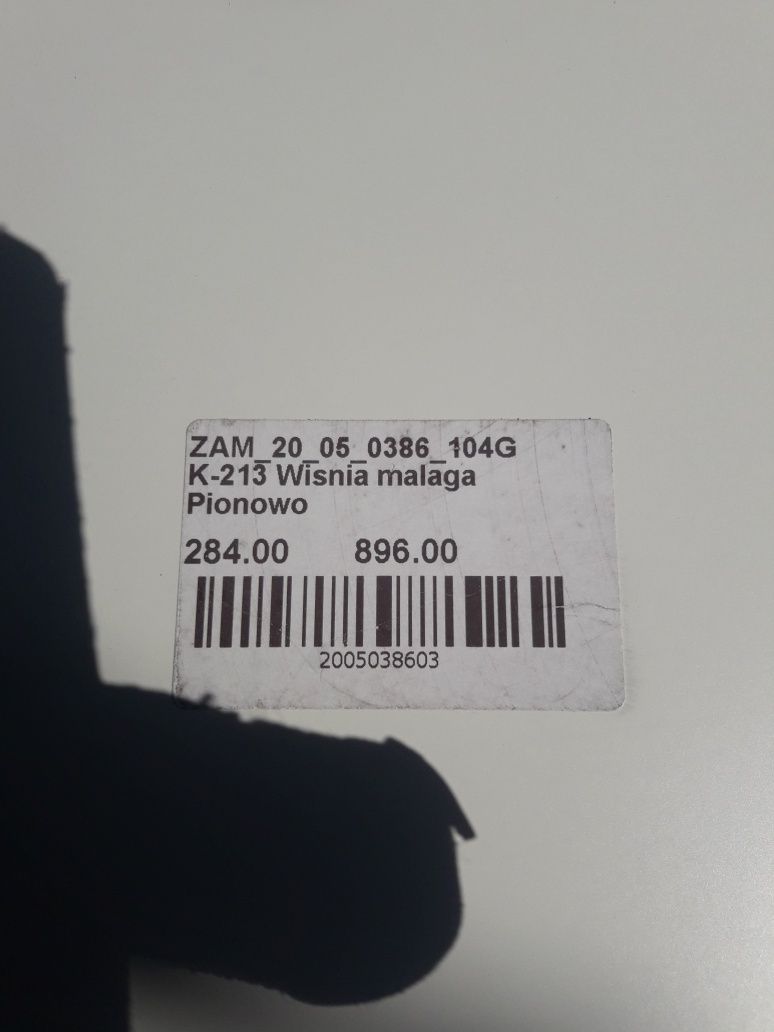 ZAM_20_05_0386_104G
K-213 Wisnia malaga
Pionowo
284.00 896.00
2005038603